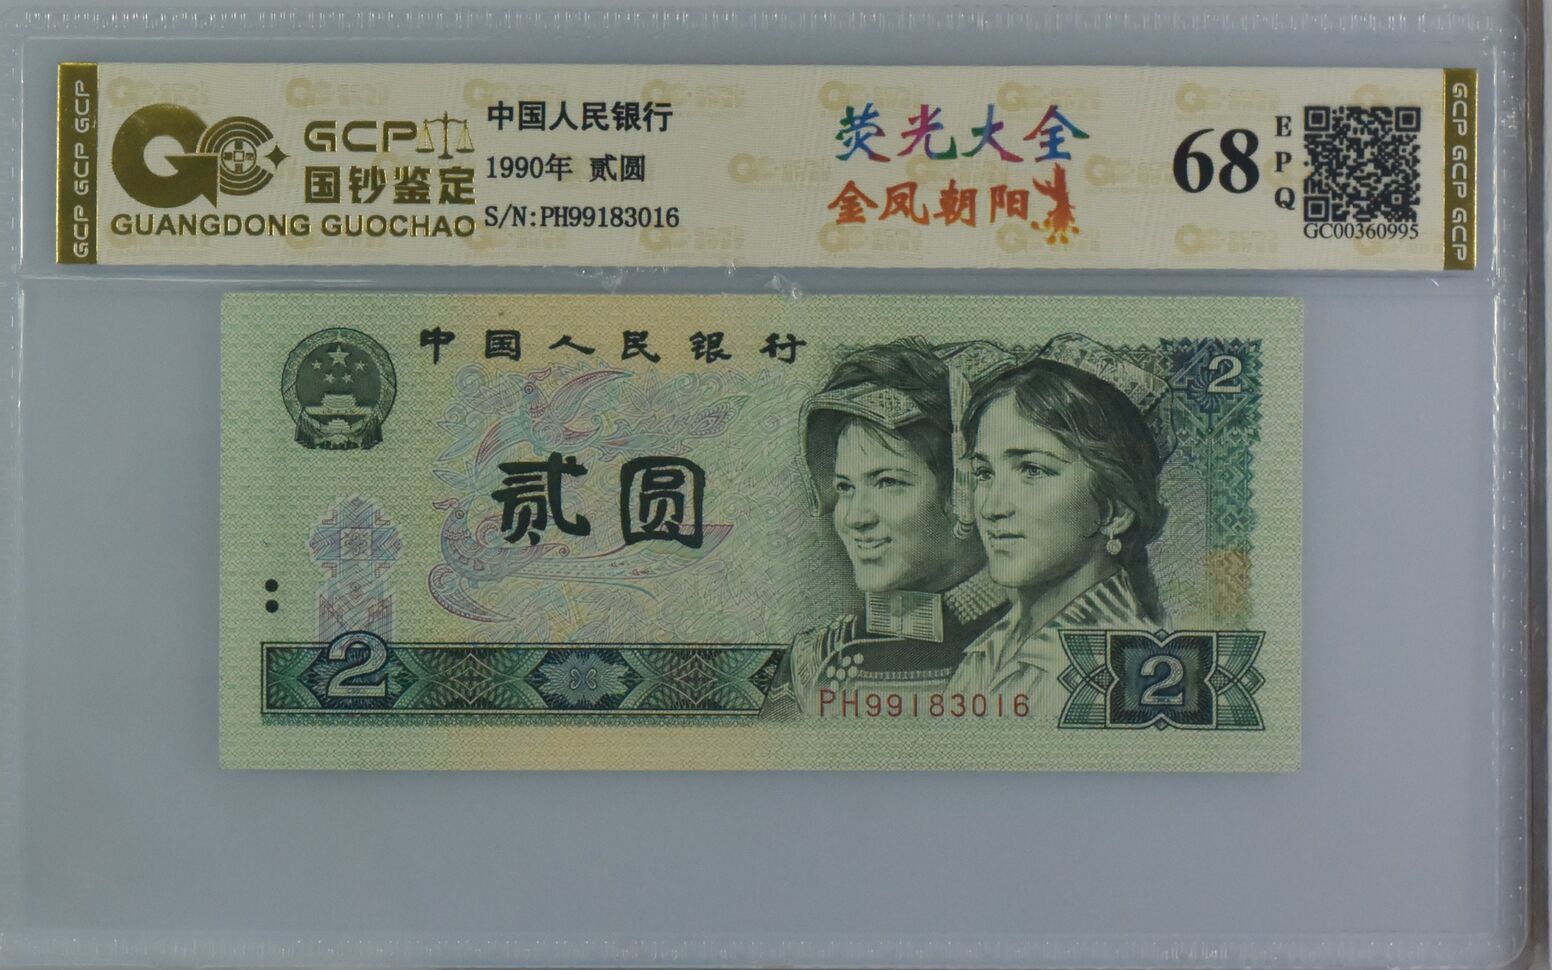 GCP GCP GCP
GCP
国钞鉴定
GUANGDONG GUOCHAO
中国人民银行
1990年 贰圆
S/N:PH99183016
荧光大全
金凤朝阳
68
EPQ
GC00360995
GCP GCP GCP
中国人民银行
2
贰圆
2
2
PH99183016